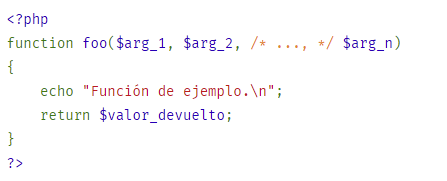 <?php
function foo($arg_1, $arg_2, /* ..., */ $arg_n)
{
    echo "Función de ejemplo.\n";
    return $valor_devuelto;
}
?>